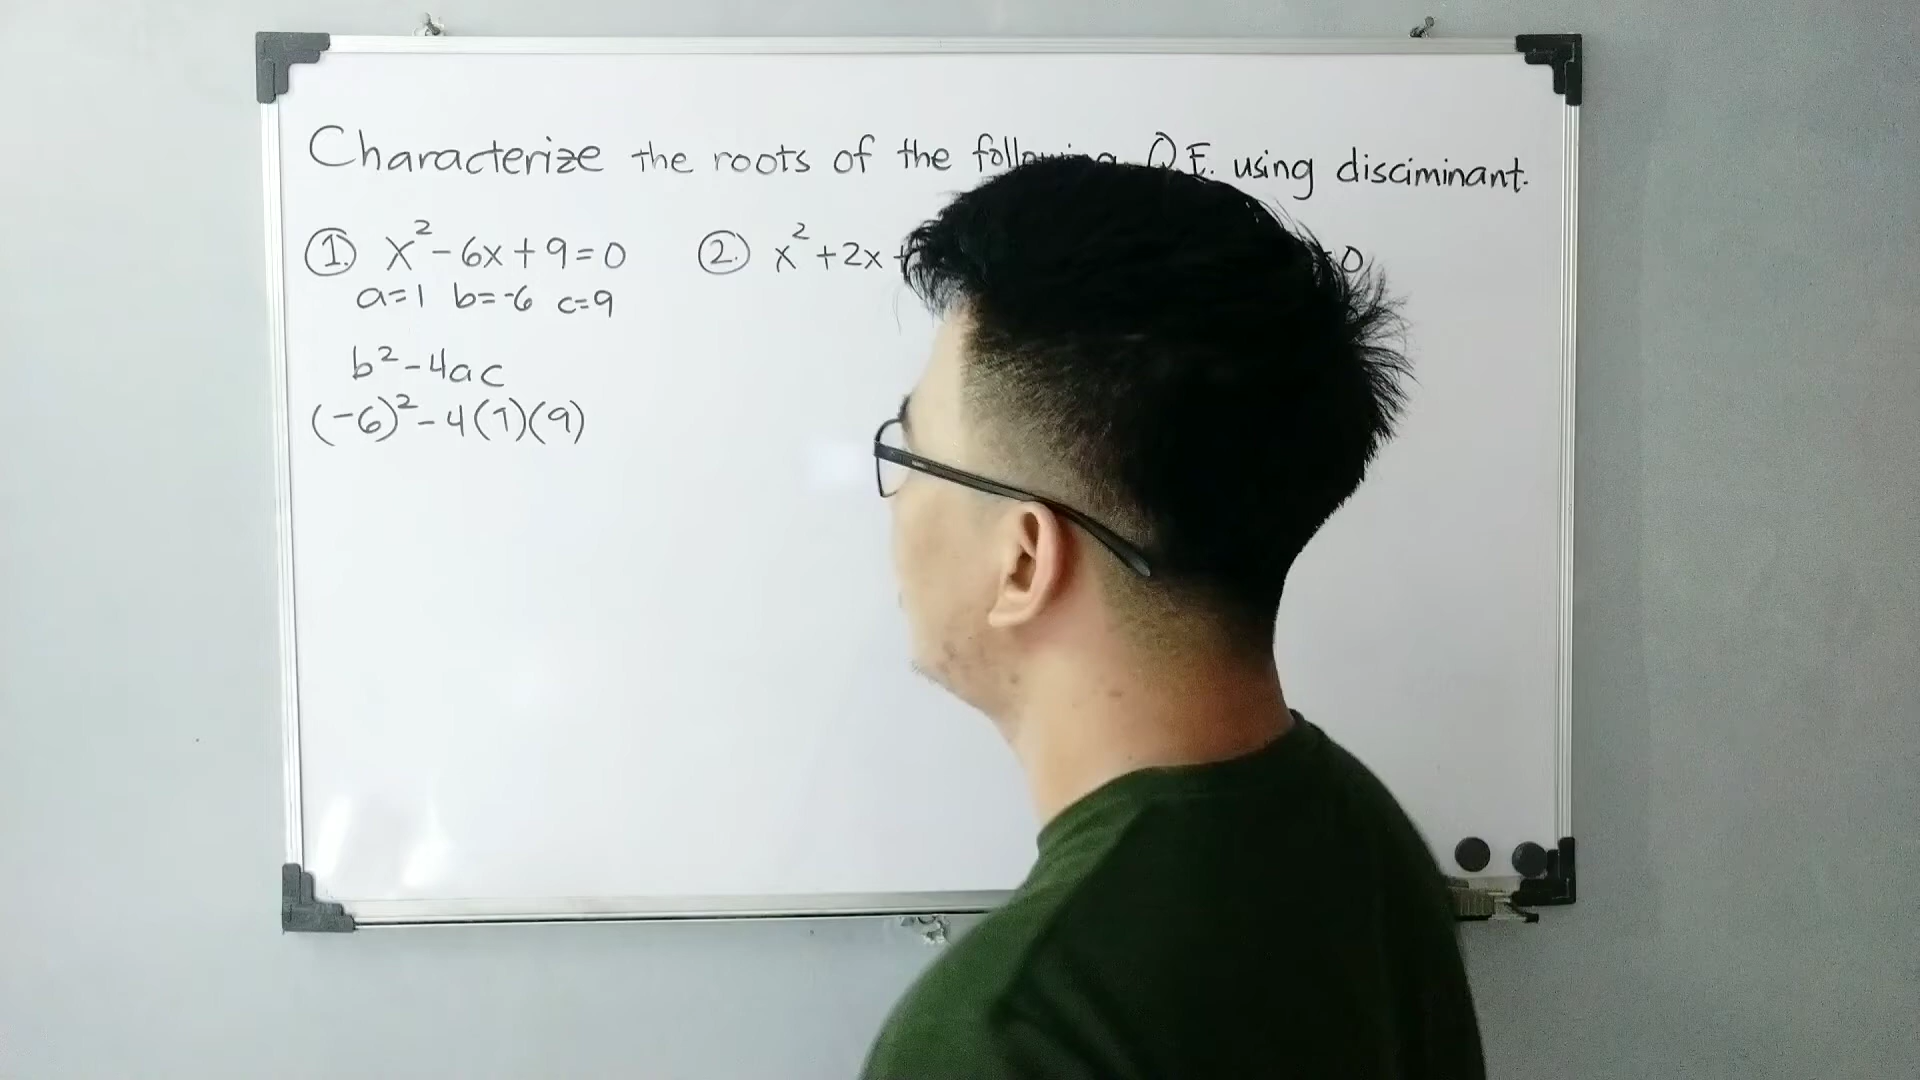 Characterize the roots of the following Q.E. using disciminant.
① x² - 6x + 9 = 0 ② x² + 2x + =0
a=1 b=-6 c=9
b² - 4ac
(-6)² - 4(1)(9)